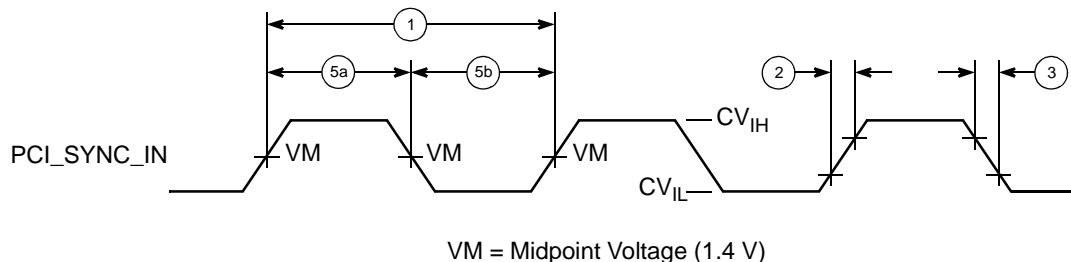 1
5a
5b
2
3
CV_IH
PCI_SYNC_IN
VM
VM
VM
CV_IL
VM = Midpoint Voltage (1.4 V)